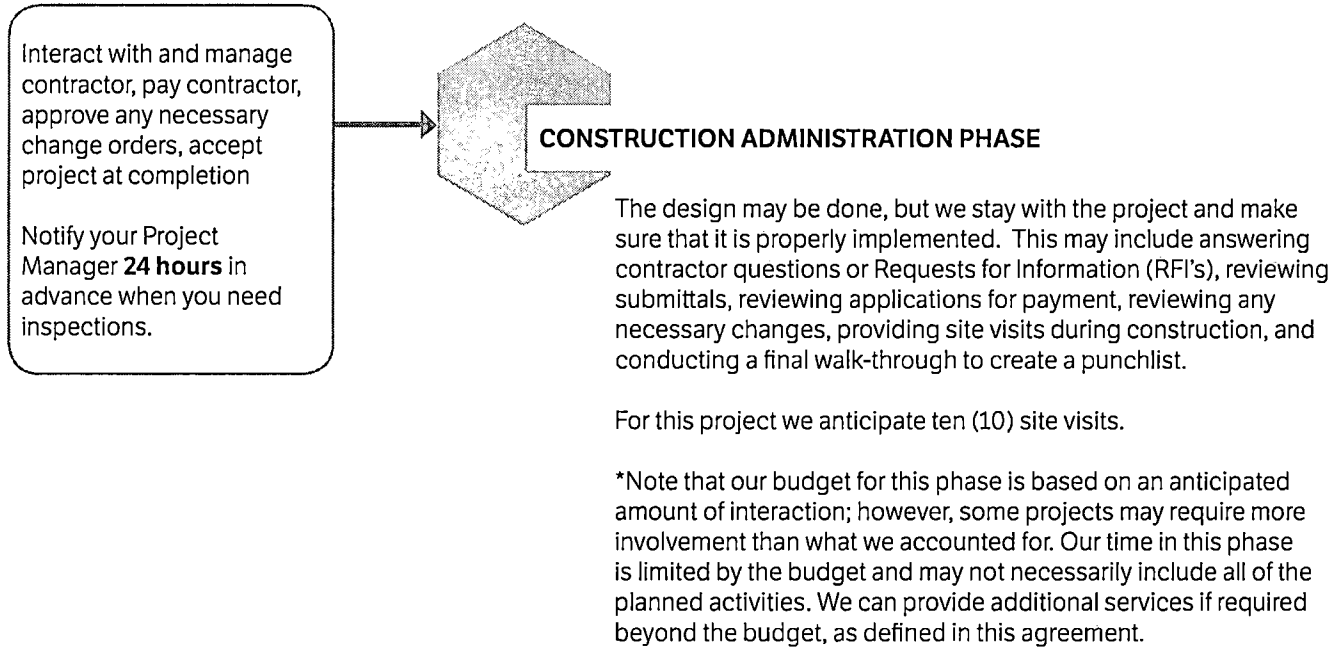 Interact with and manage
contractor, pay contractor,
approve any necessary
change orders, accept
project at completion
Notify your Project
Manager 24 hours in
advance when you need
inspections.
CONSTRUCTION ADMINISTRATION PHASE
The design may be done, but we stay with the project and make
sure that it is properly implemented. This may include answering
contractor questions or Requests for Information (RFI's), reviewing
submittals, reviewing applications for payment, reviewing any
necessary changes, providing site visits during construction, and
conducting a final walk-through to create a punchlist.
For this project we anticipate ten (10) site visits.
*Note that our budget for this phase is based on an anticipated
amount of interaction; however, some projects may require more
involvement than what we accounted for. Our time in this phase
is limited by the budget and may not necessarily include all of the
planned activities. We can provide additional services if required
beyond the budget, as defined in this agreement.